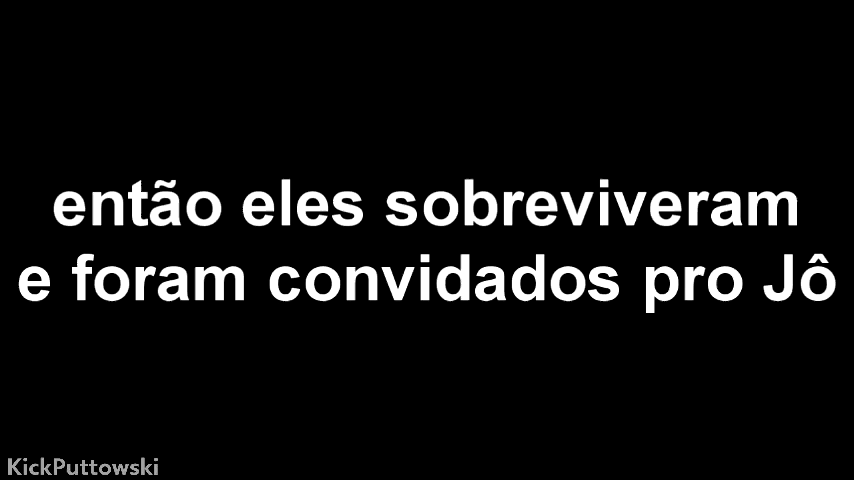 então eles sobreviveram
e foram convidados pro Jô
KickPuttowski